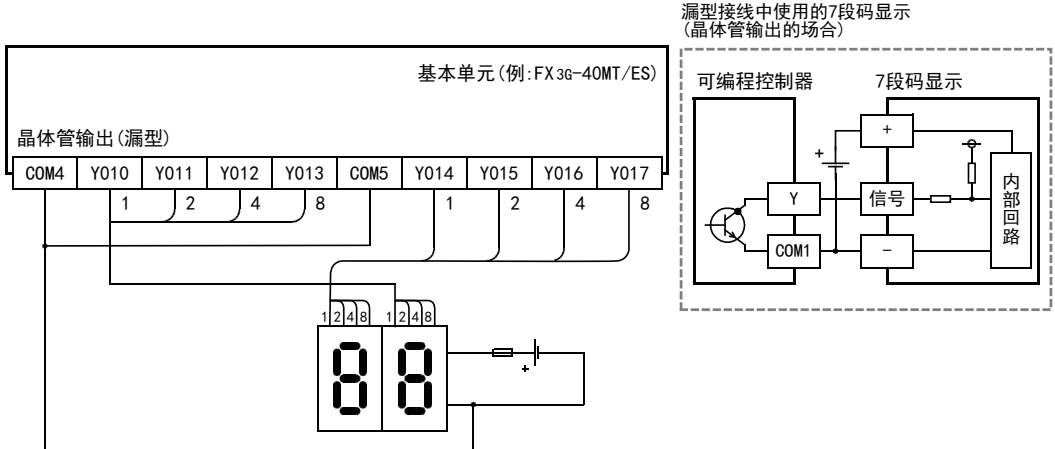 漏型接线中使用的7段码显示
(晶体管输出的场合)
基本单元(例:FX3G-40MT/ES)
可编程控制器 7段码显示
晶体管输出(漏型)
COM4 Y010 Y011 Y012 Y013 COM5 Y014 Y015 Y016 Y017
1 2 4 8 1 2 4 8
+
+
Y 信号
内部回路
COM1 −
1 2 4 8 1 2 4 8
8 8
+